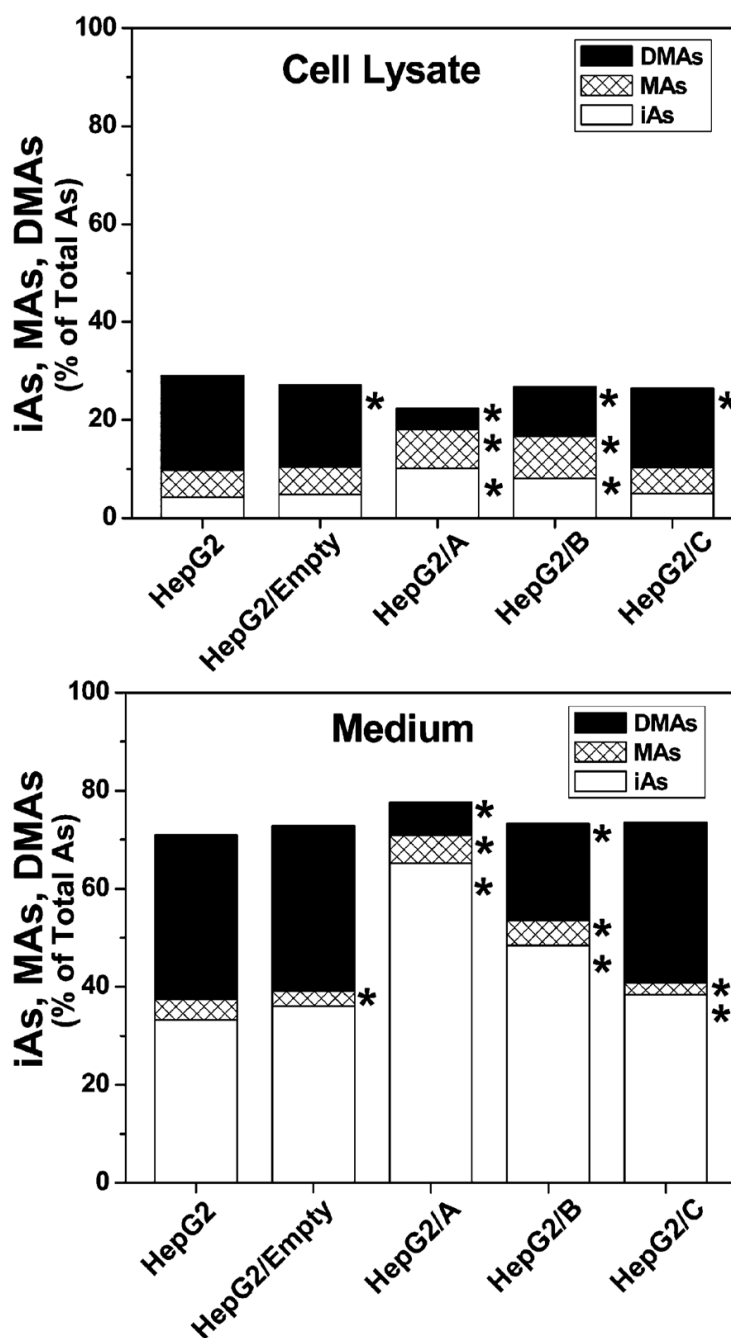 Cell Lysate
DMAs
MAs
iAs
iAs, MAs, DMAs
(% of Total As)
100
80
60
40
20
0
*
*
*
*
*
*
*
*
HepG2
HepG2/Empty
HepG2/A
HepG2/B
HepG2/C
Medium
DMAs
MAs
iAs
iAs, MAs, DMAs
(% of Total As)
100
80
60
40
20
0
*
*
*
*
*
*
*
*
*
HepG2
HepG2/Empty
HepG2/A
HepG2/B
HepG2/C